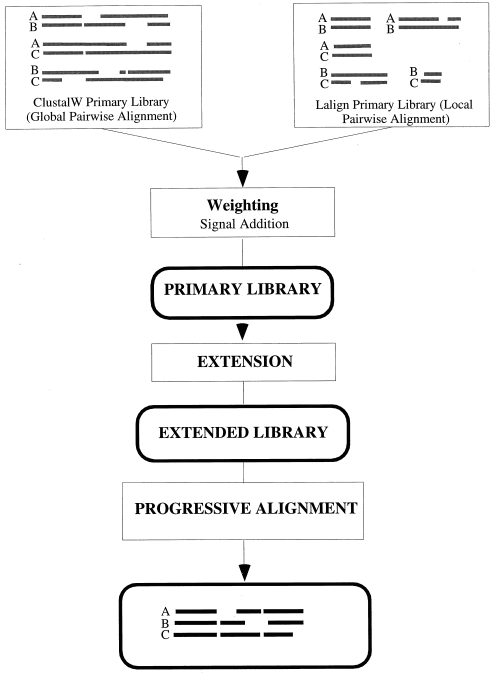 A
B
A
C
B
C
ClustalW Primary Library
(Global Pairwise Alignment)
A
B
A
B
A
C
B
C
B
C
Lalign Primary Library (Local
Pairwise Alignment)
Weighting
Signal Addition
PRIMARY LIBRARY
EXTENSION
EXTENDED LIBRARY
PROGRESSIVE ALIGNMENT
A
B
C